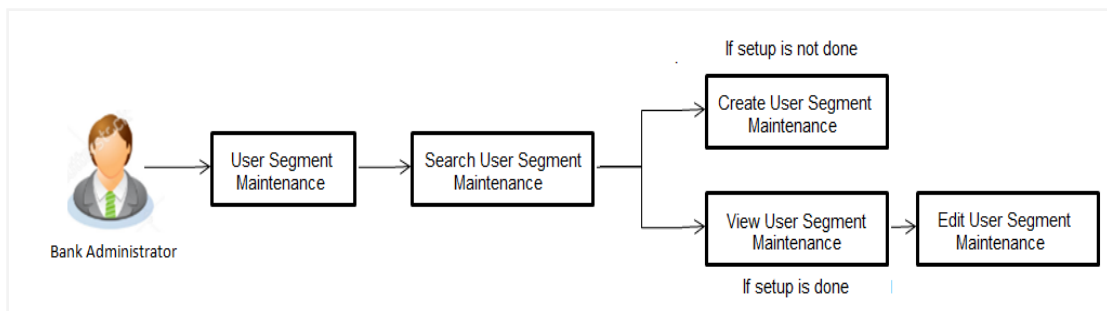 If setup is not done
Create User Segment
Maintenance
User Segment
Maintenance
Search User Segment
Maintenance
View User Segment
Maintenance
Edit User Segment
Maintenance
Bank Administrator
If setup is done